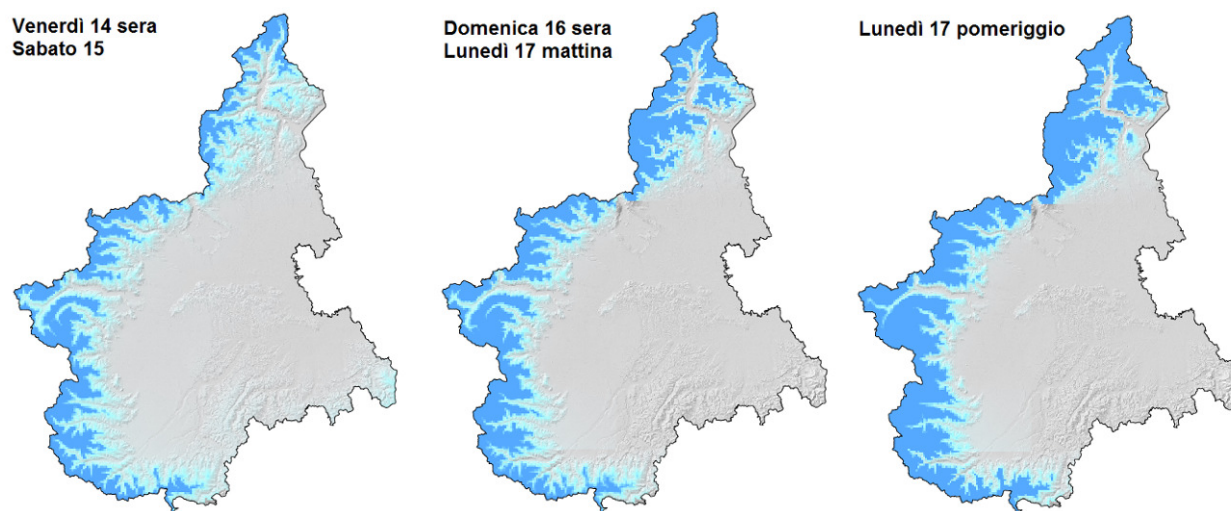 Venerdì 14 sera
Sabato 15
Domenica 16 sera
Lunedì 17 mattina
Lunedì 17 pomeriggio